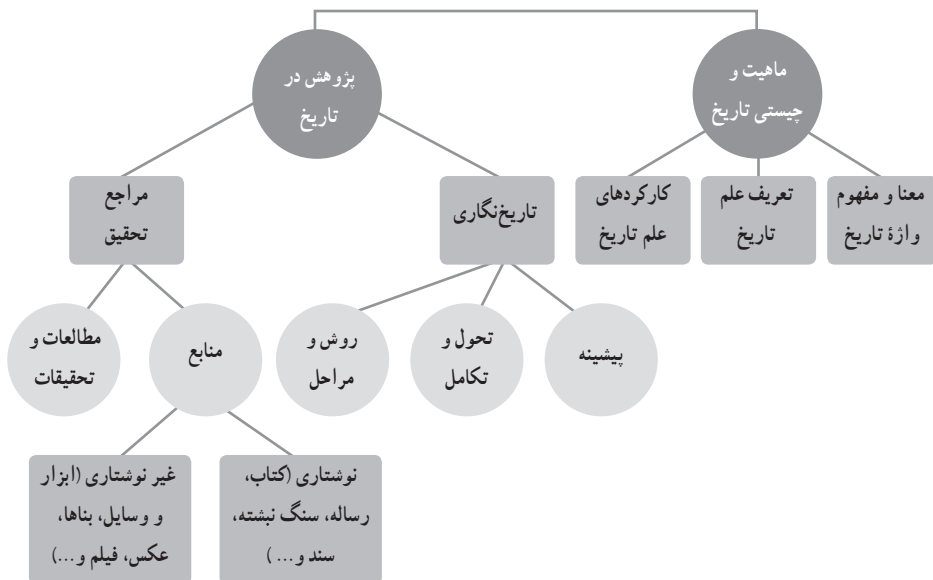 ماهیت و
چیستی تاریخ
پژوهش در
تاریخ
معنا و مفهوم
واژهٔ تاریخ
تعریف علم
تاریخ
کارکردهای
علم تاریخ
تاریخ‌نگاری
مراجع
تحقیق
پیشینه
تحول و
تکامل
روش و
مراحل
منابع
مطالعات و
تحقیقات
نوشتاری (کتاب،
رساله، سنگ نبشته،
سند و... )
غیر نوشتاری (ابزار
و وسایل، بناها،
عکس، فیلم و...)